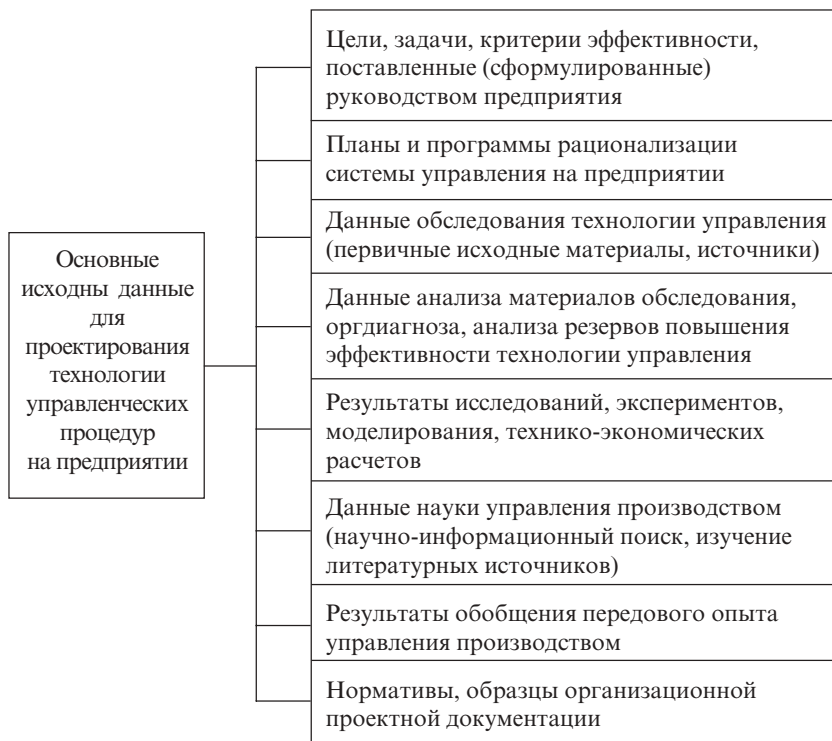 Основные
исходны данные
для
проектирования
технологии
управленческих
процедур
на предприятии
Цели, задачи, критерии эффективности,
поставленные (сформулированные)
руководством предприятия
Планы и программы рационализации
системы управления на предприятии
Данные обследования технологии управления
(первичные исходные материалы, источники)
Данные анализа материалов обследования,
оргдиагноза, анализа резервов повышения
эффективности технологии управления
Результаты исследований, экспериментов,
моделирования, технико-экономических
расчетов
Данные науки управления производством
(научно-информационный поиск, изучение
литературных источников)
Результаты обобщения передового опыта
управления производством
Нормативы, образцы организационной
проектной документации